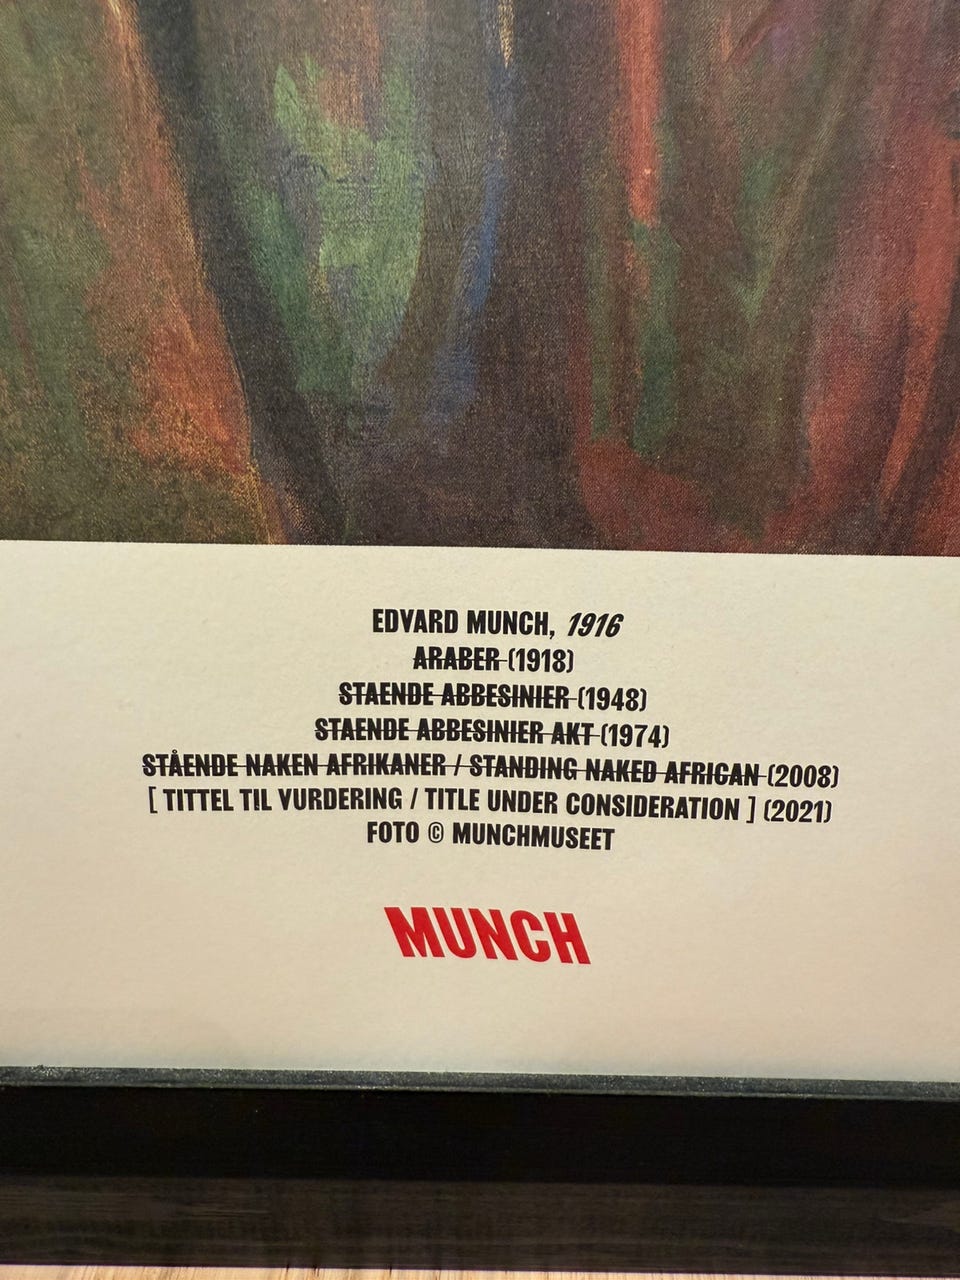 EDVARD MUNCH, 1916
ARABER (1918)
STAENDE ABBESINIER (1948)
STAENDE ABBESINIER AKT (1974)
STÅENDE NAKEN AFRIKANER / STANDING NAKED AFRICAN (2008)
[ TITTEL TIL VURDERING / TITLE UNDER CONSIDERATION ] (2021)
FOTO © MUNCHMUSEET
MUNCH